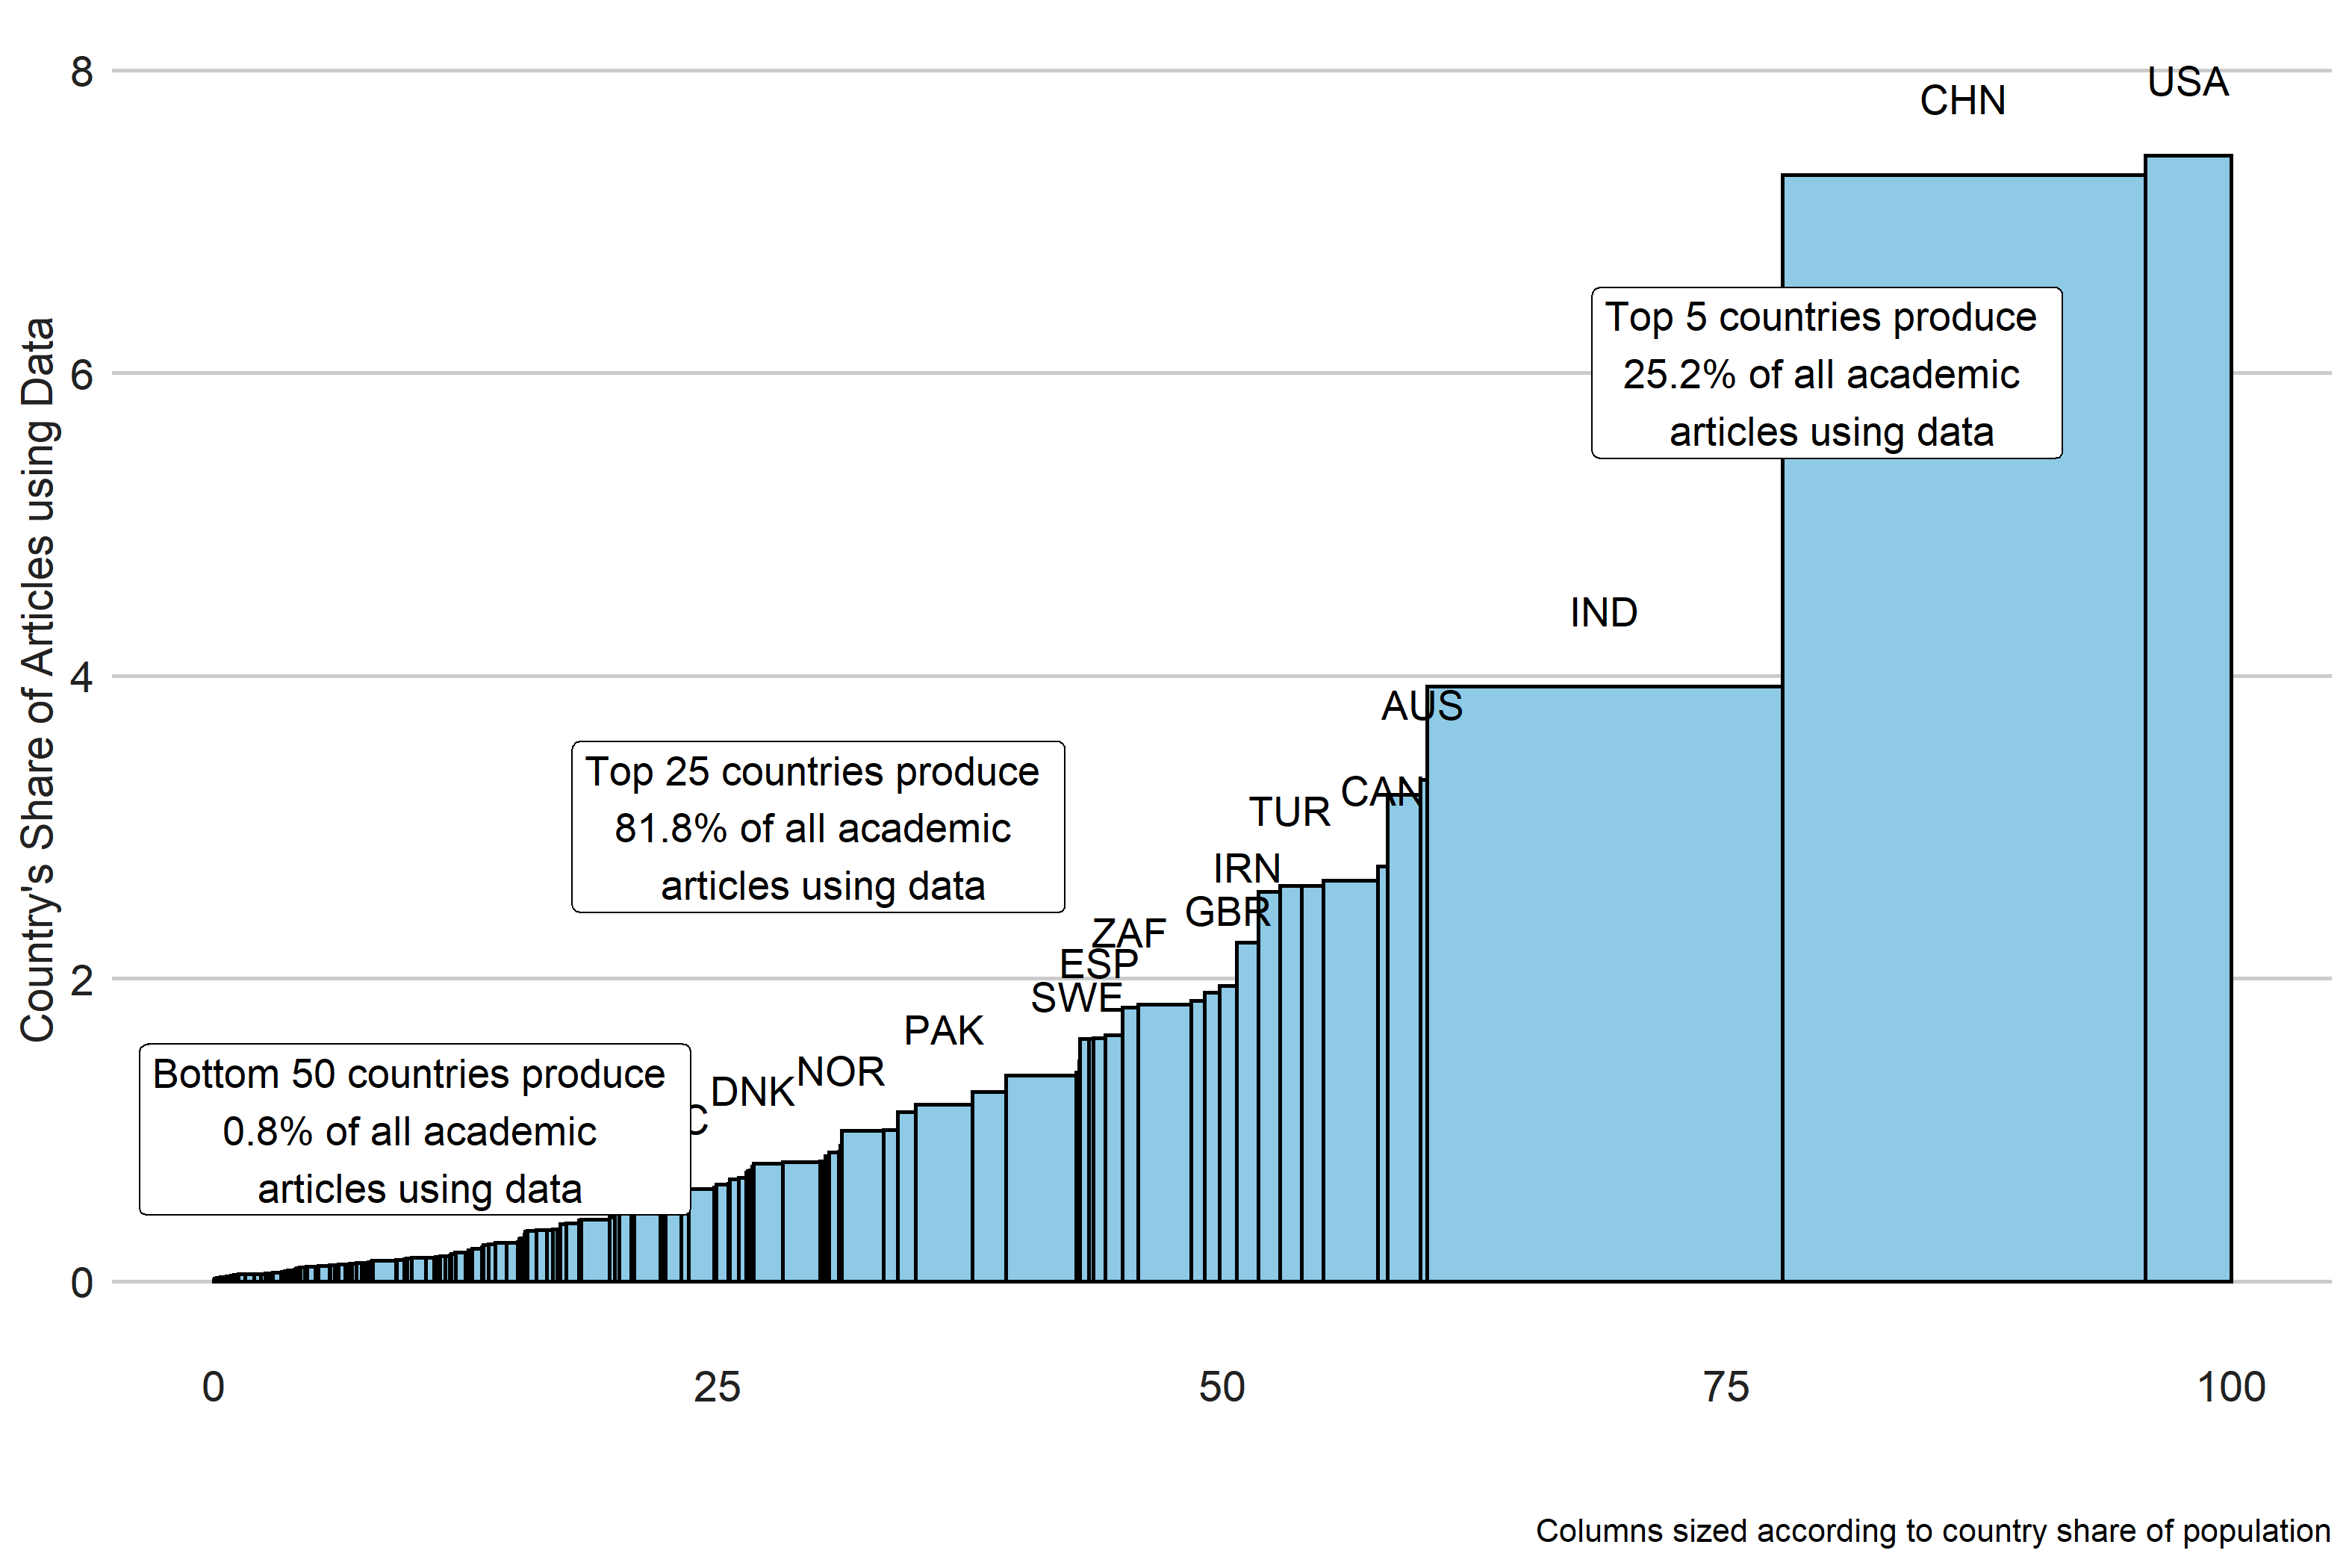 8
CHN
USA
Top 5 countries produce
25.2% of all academic
articles using data
6
IND
4
AUS
Top 25 countries produce
81.8% of all academic
articles using data
CAN
TUR
IRN
GBR
ZAF
ESP
SWE
2
PAK
NOR
DNK
C
Bottom 50 countries produce
0.8% of all academic
articles using data
0
Country's Share of Articles using Data
0 25 50 75 100
Columns sized according to country share of population